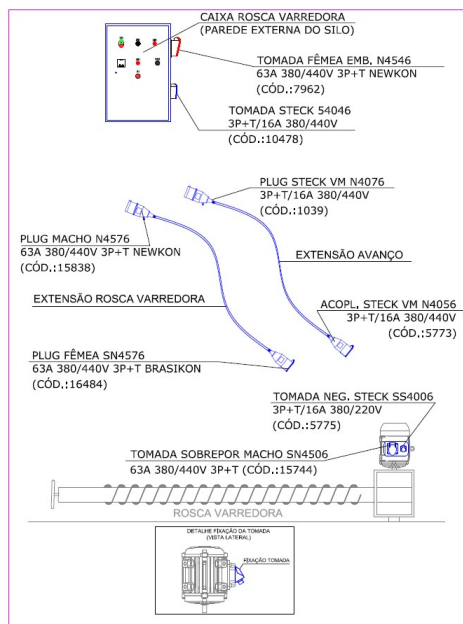 CAIXA ROSCA VARREDORA
(PAREDE EXTERNA DO SILO)
TOMADA FÊMEA EMB. N4546
63A 380/440V 3P+T NEWKON
(CÓD.:7962)
TOMADA STECK 54046
3P+T/16A 380/440V
(CÓD.:10478)
PLUG STECK VM N4076
3P+T/16A 380/440V
(CÓD.:1039)
PLUG MACHO N4576
63A 380/440V 3P+T NEWKON
(CÓD.:15838)
EXTENSÃO AVANÇO
EXTENSÃO ROSCA VARREDORA
ACOPL. STECK VM N4056
3P+T/16A 380/440V
(CÓD.:5773)
PLUG FÊMEA SN4576
63A 380/440V 3P+T BRASIKON
(CÓD.:16484)
TOMADA NEG. STECK SS4006
3P+T/16A 380/220V
(CÓD.:5775)
TOMADA SOBREPOR MACHO SN4506
63A 380/440V 3P+T (CÓD.:15744)
ROSCA VARREDORA
DETALHE FIXAÇÃO DA TOMADA
(VISTA LATERAL)
FIXAÇÃO TOMADA